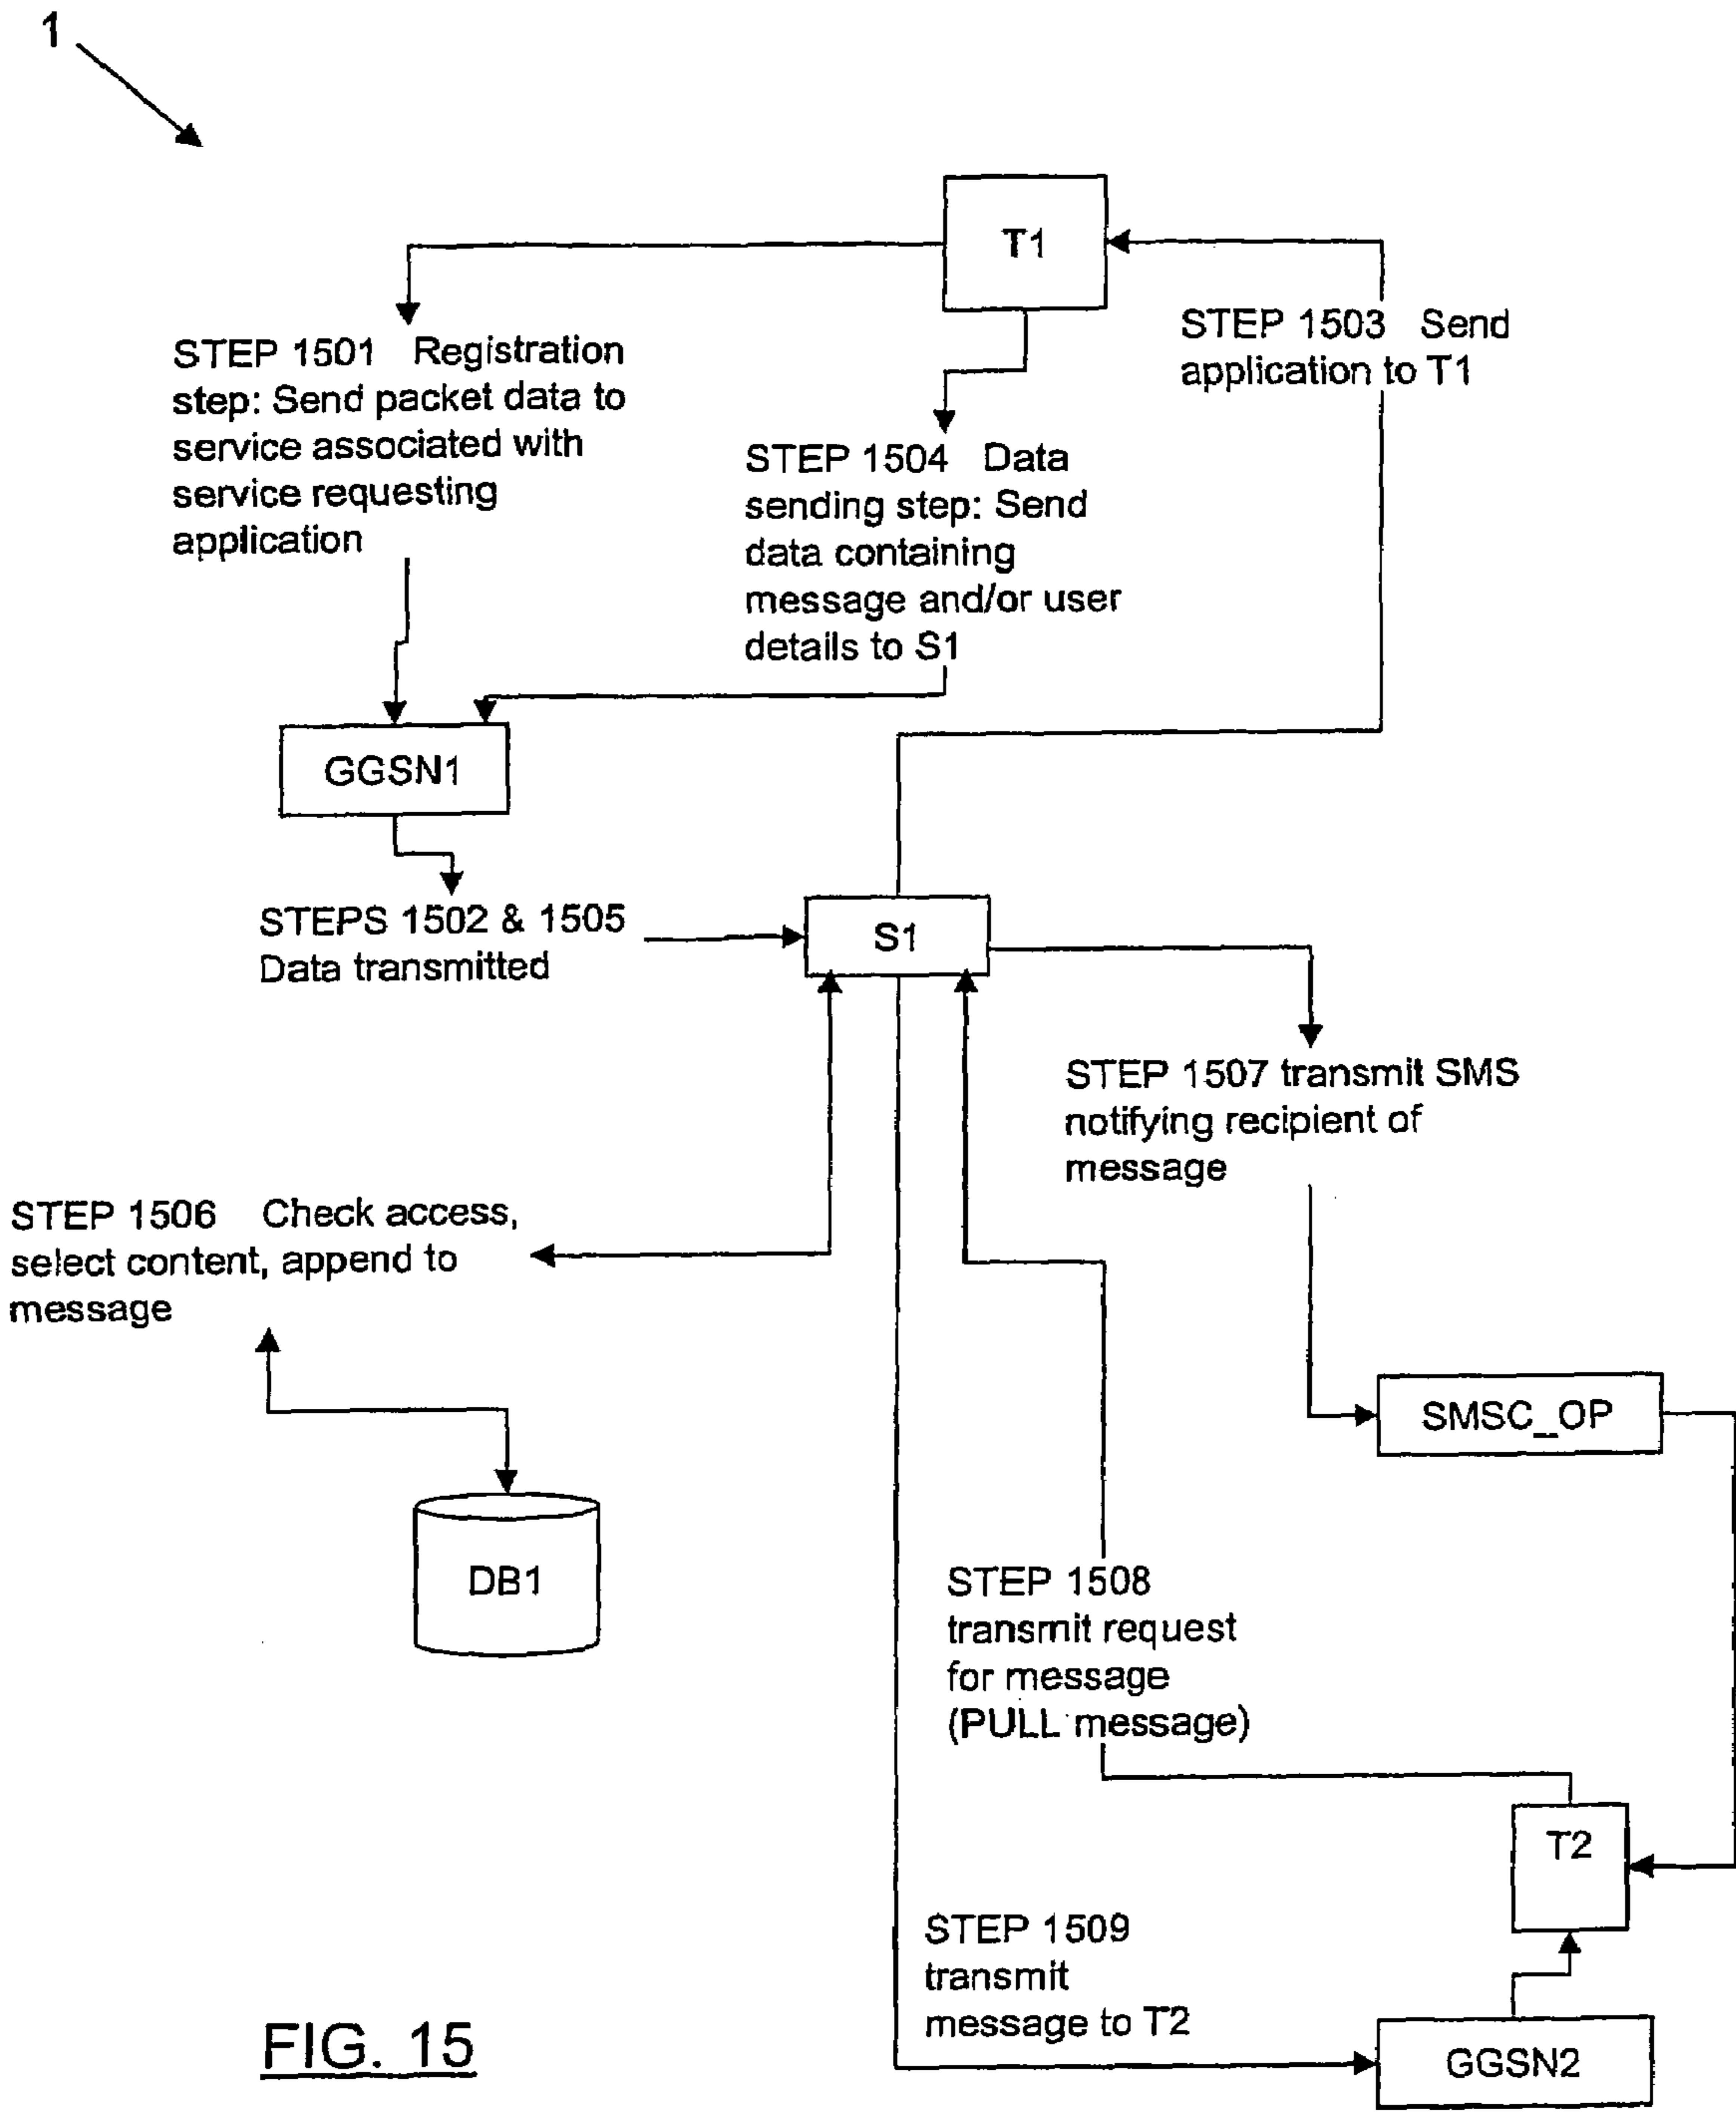 1
T1
STEP 1501 Registration
step: Send packet data to
service associated with
service requesting
application
STEP 1503 Send
application to T1
STEP 1504 Data
sending step: Send
data containing
message and/or user
details to S1
GGSN1
STEPS 1502 & 1505
Data transmitted
S1
STEP 1507 transmit SMS
notifying recipient of
message
STEP 1506 Check access,
select content, append to
message
SMSC_OP
DB1
STEP 1508
transmit request
for message
(PULL message)
T2
STEP 1509
transmit
message to T2
GGSN2
FIG. 15